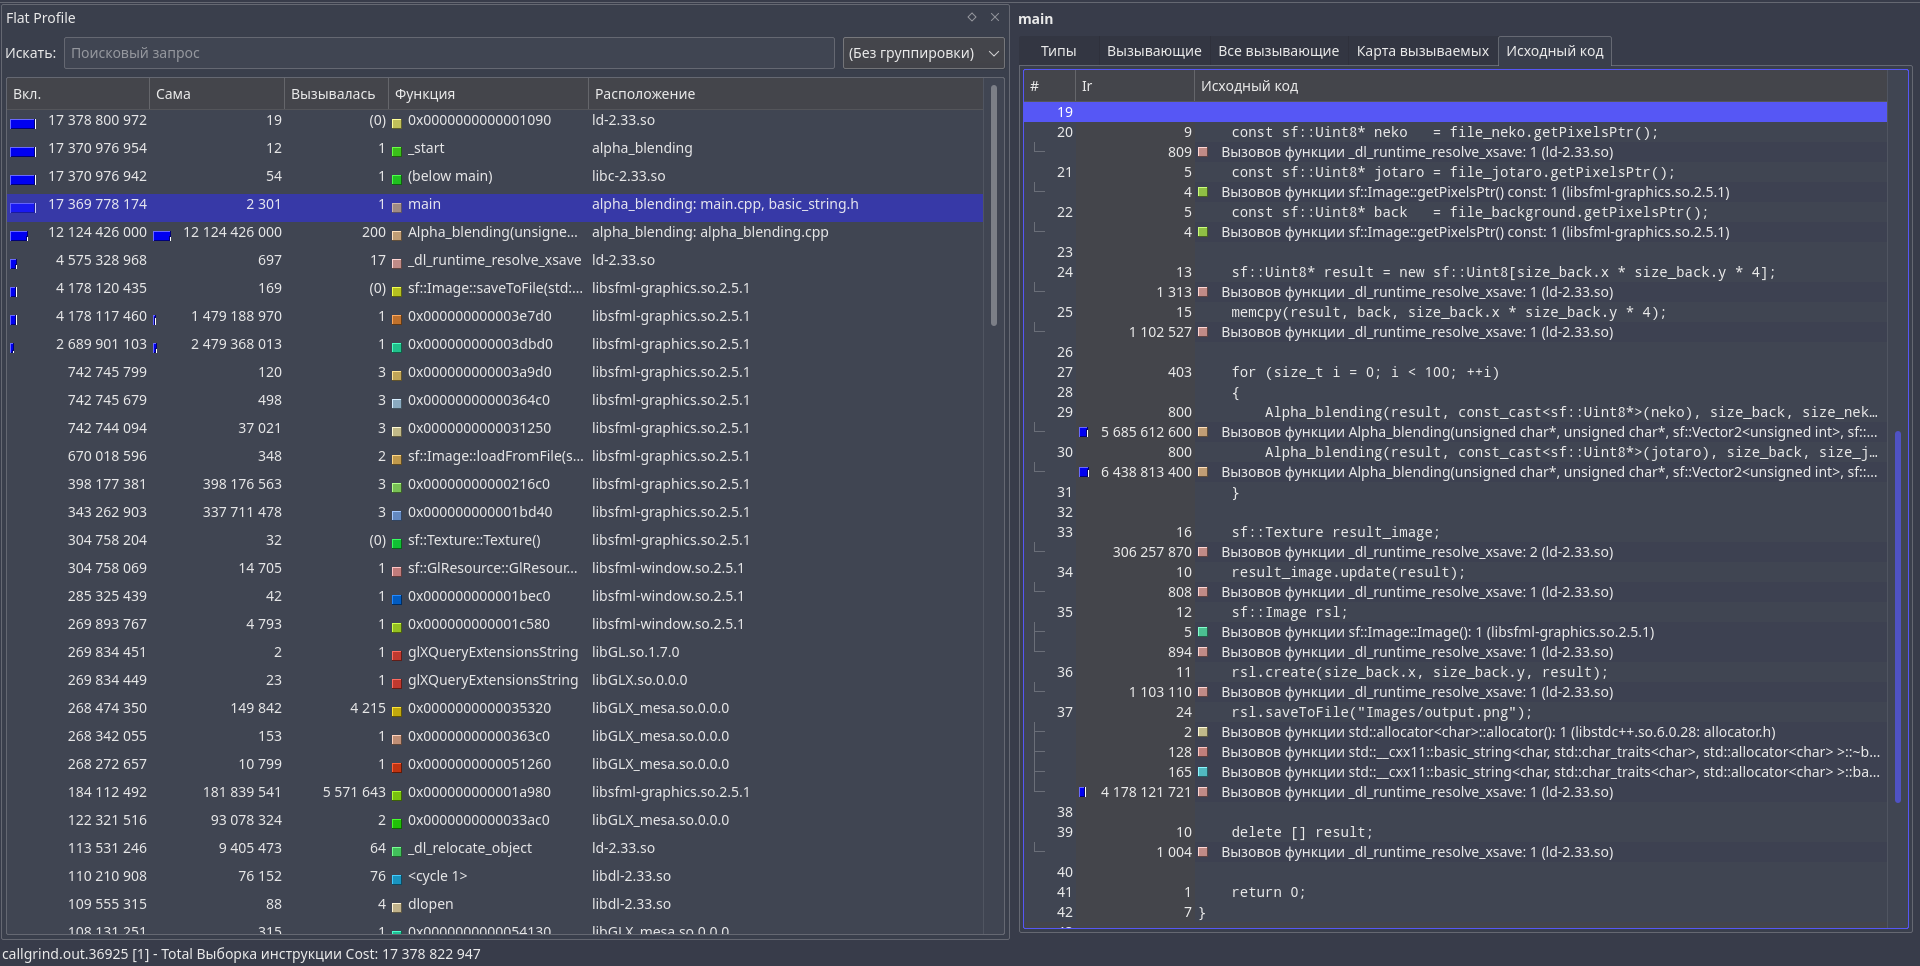 Flat Profile
Искать: Поисковый запрос (Без группировки)
Вкл. Сама Вызывалась Функция Расположение
17 378 800 972 19 (0) 0x0000000000001090 ld-2.33.so
17 370 976 954 12 1 _start alpha_blending
17 370 976 942 54 1 (below main) libc-2.33.so
17 369 778 174 2 301 1 main alpha_blending: main.cpp, basic_string.h
12 124 426 000 12 124 426 000 200 Alpha_blending(unsigne... alpha_blending: alpha_blending.cpp
4 575 328 968 697 17 _dl_runtime_resolve_xsave ld-2.33.so
4 178 120 435 169 (0) sf::Image::saveToFile(std:... libsfml-graphics.so.2.5.1
4 178 117 460 1 479 188 970 1 0x000000000003e7d0 libsfml-graphics.so.2.5.1
2 689 901 103 2 479 368 013 1 0x000000000003dbd0 libsfml-graphics.so.2.5.1
742 745 799 120 3 0x000000000003a9d0 libsfml-graphics.so.2.5.1
742 745 679 498 3 0x00000000000364c0 libsfml-graphics.so.2.5.1
742 744 094 37 021 3 0x0000000000031250 libsfml-graphics.so.2.5.1
670 018 596 348 2 sf::Image::loadFromFile(s... libsfml-graphics.so.2.5.1
398 177 381 398 176 563 3 0x00000000000216c0 libsfml-graphics.so.2.5.1
343 262 903 337 711 478 3 0x000000000001bd40 libsfml-graphics.so.2.5.1
304 758 204 32 (0) sf::Texture::Texture() libsfml-graphics.so.2.5.1
304 758 069 14 705 1 sf::GlResource::GlResour... libsfml-window.so.2.5.1
285 325 439 42 1 0x000000000001bec0 libsfml-window.so.2.5.1
269 893 767 4 793 1 0x000000000001c580 libsfml-window.so.2.5.1
269 834 451 2 1 glXQueryExtensionsString libGL.so.1.7.0
269 834 449 23 1 glXQueryExtensionsString libGLX.so.0.0.0
268 474 350 149 842 4 215 0x0000000000035320 libGLX_mesa.so.0.0.0
268 342 055 153 1 0x00000000000363c0 libGLX_mesa.so.0.0.0
268 272 657 10 799 1 0x0000000000051260 libGLX_mesa.so.0.0.0
184 112 492 181 839 541 5 571 643 0x000000000001a980 libsfml-graphics.so.2.5.1
122 321 516 93 078 324 2 0x0000000000033ac0 libGLX_mesa.so.0.0.0
113 531 246 9 405 473 64 _dl_relocate_object ld-2.33.so
110 210 908 76 152 76 <cycle 1> libdl-2.33.so
109 555 315 88 4 dlopen libdl-2.33.so
108 131 251 315 1 0x0000000000054130 libGLX_mesa.so.0.0.0
callgrind.out.36925 [1] - Total Выборка инструкции Cost: 17 378 822 947
main
Типы Вызывающие Все вызывающие Карта вызываемых Исходный код
# Ir Исходный код
19
20 9 const sf::Uint8* neko   = file_neko.getPixelsPtr();
809 Вызовов функции _dl_runtime_resolve_xsave: 1 (ld-2.33.so)
21 5 const sf::Uint8* jotaro = file_jotaro.getPixelsPtr();
4 Вызовов функции sf::Image::getPixelsPtr() const: 1 (libsfml-graphics.so.2.5.1)
22 5 const sf::Uint8* back   = file_background.getPixelsPtr();
4 Вызовов функции sf::Image::getPixelsPtr() const: 1 (libsfml-graphics.so.2.5.1)
23
24 13 sf::Uint8* result = new sf::Uint8[size_back.x * size_back.y * 4];
1 313 Вызовов функции _dl_runtime_resolve_xsave: 1 (ld-2.33.so)
25 15 memcpy(result, back, size_back.x * size_back.y * 4);
1 102 527 Вызовов функции _dl_runtime_resolve_xsave: 1 (ld-2.33.so)
26
27 403 for (size_t i = 0; i < 100; ++i)
28 {
29 800 Alpha_blending(result, const_cast<sf::Uint8*>(neko), size_back, size_nek...
5 685 612 600 Вызовов функции Alpha_blending(unsigned char*, unsigned char*, sf::Vector2<unsigned int>, sf::...
30 800 Alpha_blending(result, const_cast<sf::Uint8*>(jotaro), size_back, size_j...
6 438 813 400 Вызовов функции Alpha_blending(unsigned char*, unsigned char*, sf::Vector2<unsigned int>, sf::...
31 }
32
33 16 sf::Texture result_image;
306 257 870 Вызовов функции _dl_runtime_resolve_xsave: 2 (ld-2.33.so)
34 10 result_image.update(result);
808 Вызовов функции _dl_runtime_resolve_xsave: 1 (ld-2.33.so)
35 12 sf::Image rsl;
5 Вызовов функции sf::Image::Image(): 1 (libsfml-graphics.so.2.5.1)
894 Вызовов функции _dl_runtime_resolve_xsave: 1 (ld-2.33.so)
36 11 rsl.create(size_back.x, size_back.y, result);
1 103 110 Вызовов функции _dl_runtime_resolve_xsave: 1 (ld-2.33.so)
37 24 rsl.saveToFile("Images/output.png");
2 Вызовов функции std::allocator<char>::allocator(): 1 (libstdc++.so.6.0.28: allocator.h)
128 Вызовов функции std::__cxx11::basic_string<char, std::char_traits<char>, std::allocator<char> >::~b...
165 Вызовов функции std::__cxx11::basic_string<char, std::char_traits<char>, std::allocator<char> >::ba...
4 178 121 721 Вызовов функции _dl_runtime_resolve_xsave: 1 (ld-2.33.so)
38
39 10 delete [] result;
1 004 Вызовов функции _dl_runtime_resolve_xsave: 1 (ld-2.33.so)
40
41 1 return 0;
42 7 }